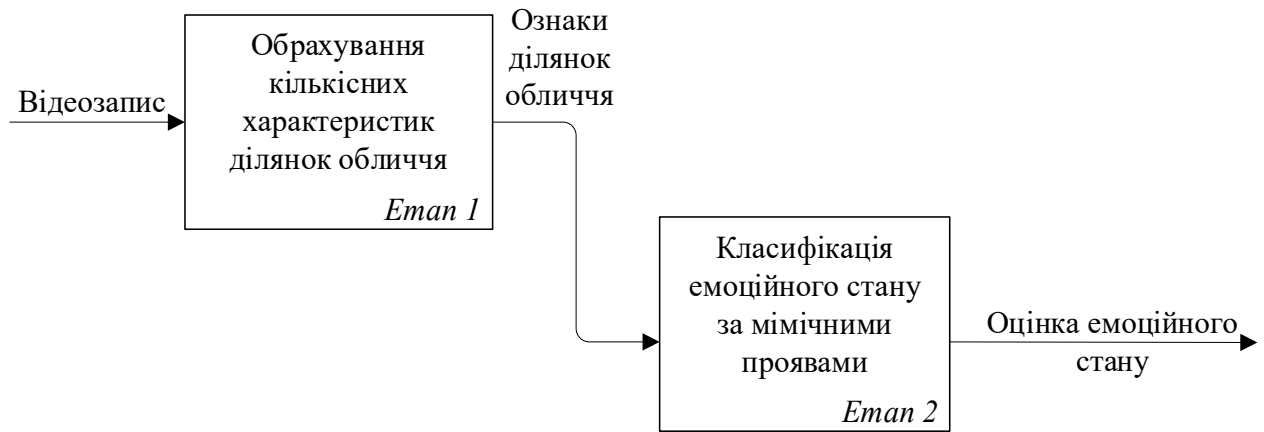 Відеозапис
Обрахування
кількісних
характеристик
ділянок обличчя
Етап 1
Ознаки
ділянок
обличчя
Класифікація
емоційного стану
за мімічними
проявами
Етап 2
Оцінка емоційного
стану